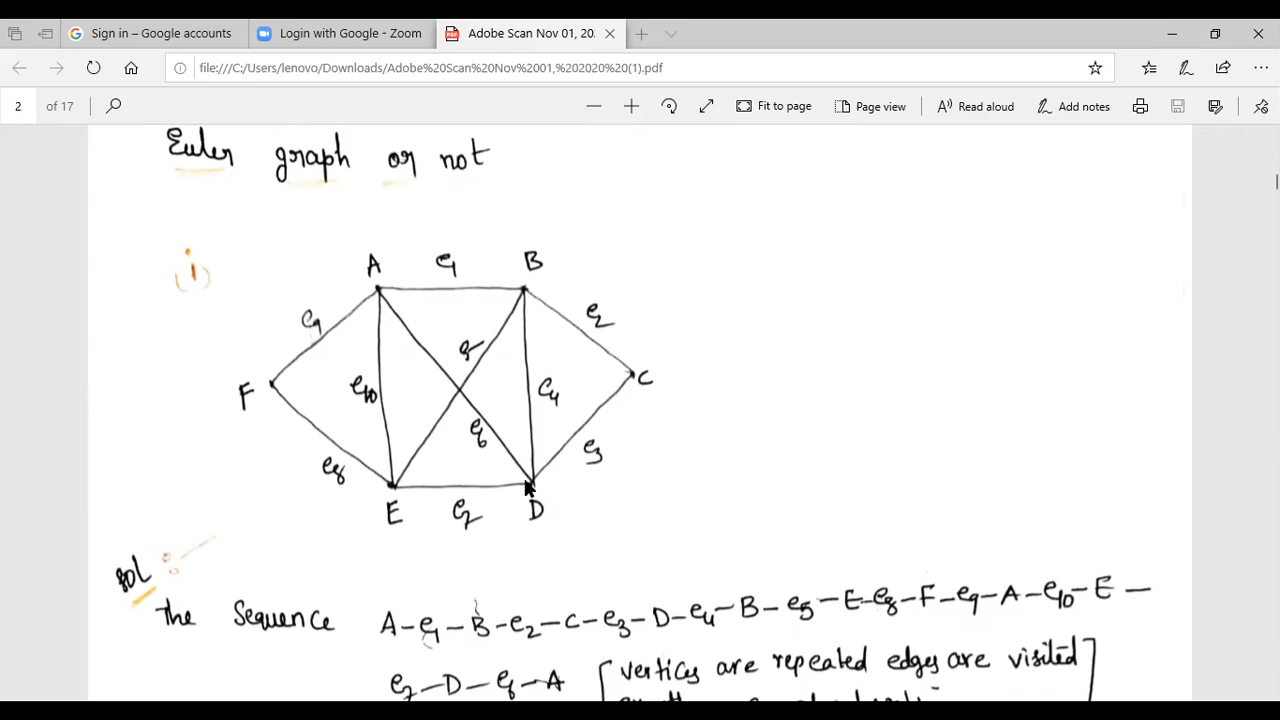 Sign in – Google accounts
Login with Google - Zoom
Adobe Scan Nov 01, 20
file:///C:/Users/lenovo/Downloads/Adobe%20Scan%20Nov%2001,%202020%20(1).pdf
2 of 17
Fit to page
Page view
Read aloud
Add notes
Euler graph or not
(i)
A e1 B
e9 e2
e5
F e10 e4 C
e6
e8 e3
E e7 D
Sol :-
The Sequence A-e1-B-e2-C-e3-D-e4-B-e5-E-e8-F-e9-A-e10-E-
e7-D-e6-A [vertices are repeated edges are visited